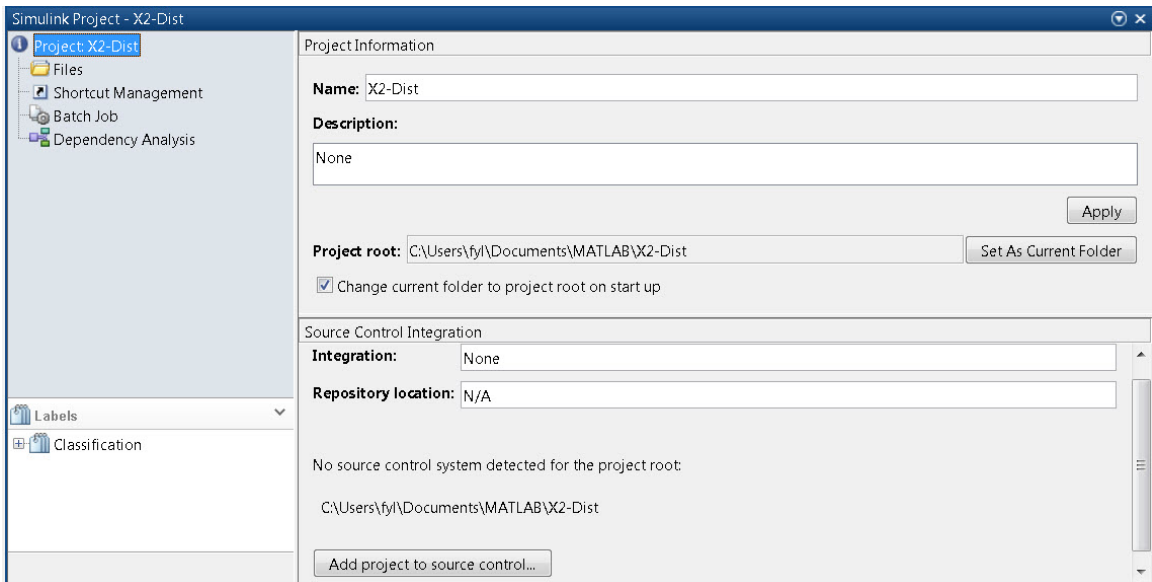 Simulink Project - X2-Dist
Project: X2-Dist
Files
Shortcut Management
Batch Job
Dependency Analysis
Labels
Classification
Project Information
Name: X2-Dist
Description:
None
Apply
Project root: C:\Users\fyl\Documents\MATLAB\X2-Dist Set As Current Folder
Change current folder to project root on start up
Source Control Integration
Integration: None
Repository location: N/A
No source control system detected for the project root:
C:\Users\fyl\Documents\MATLAB\X2-Dist
Add project to source control...